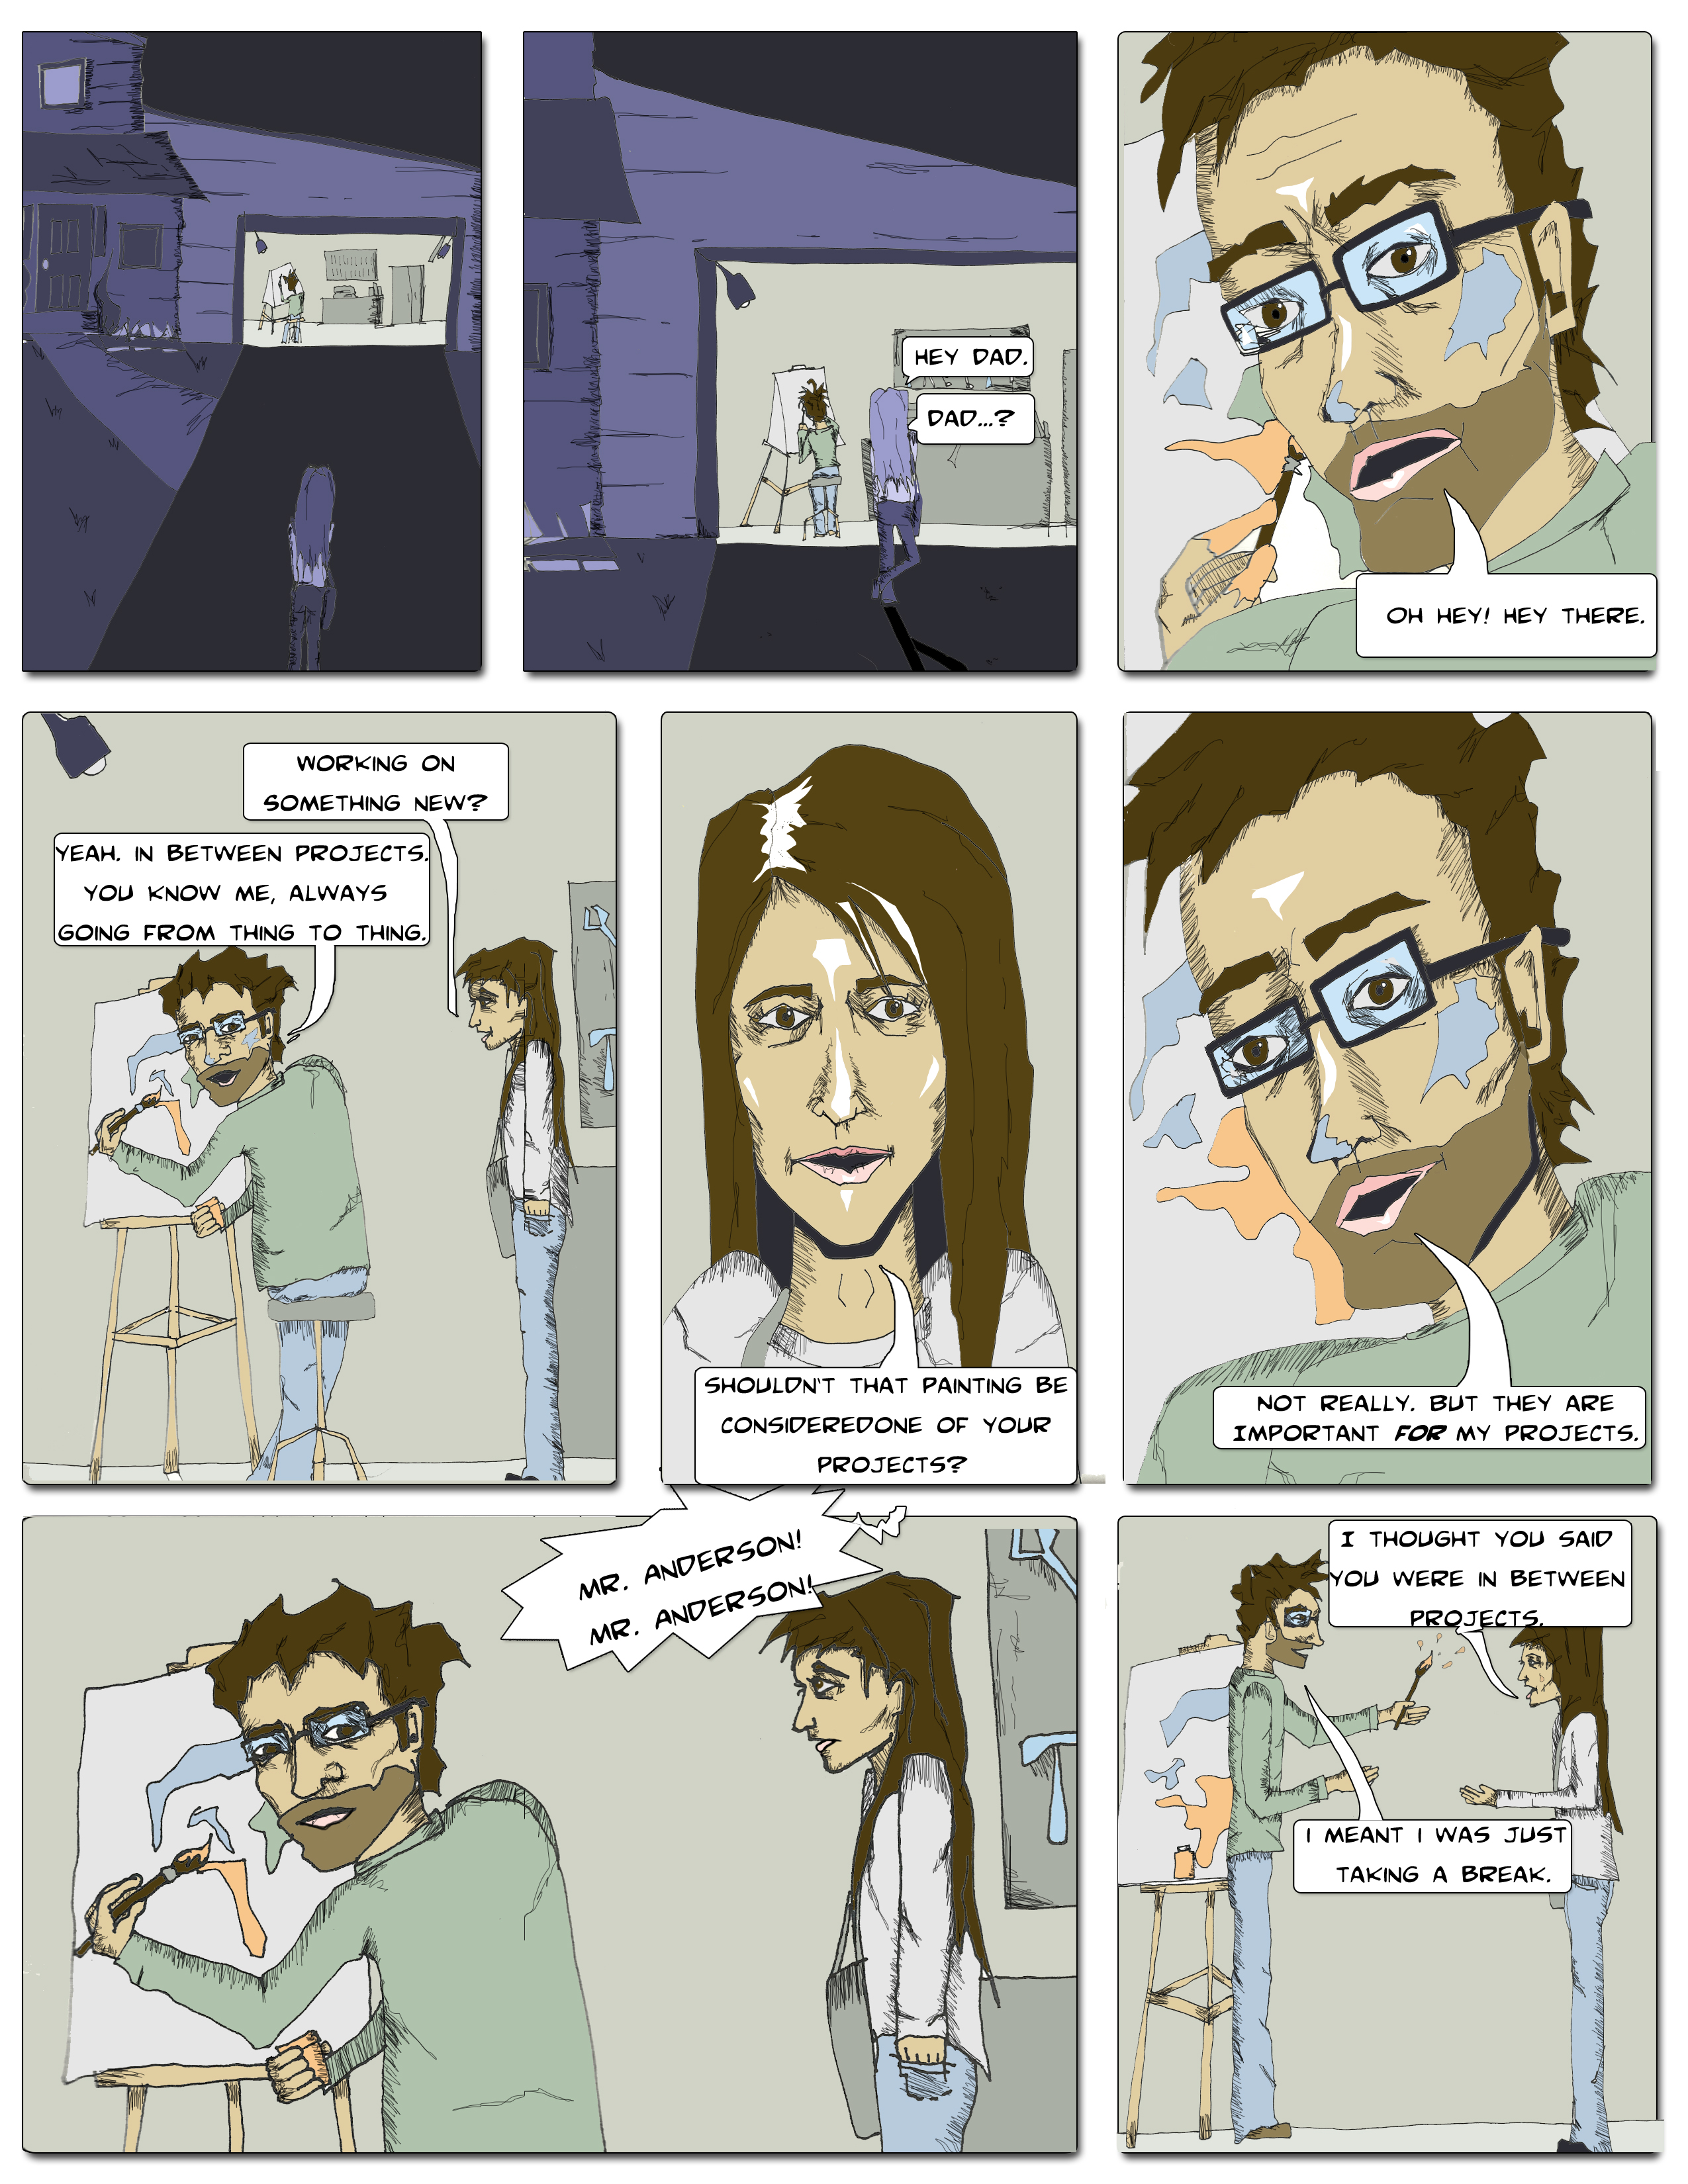 HEY DAD.
DAD...?
OH HEY! HEY THERE.
WORKING ON
SOMETHING NEW?
YEAH. IN BETWEEN PROJECTS.
YOU KNOW ME, ALWAYS
GOING FROM THING TO THING.
SHOULDN'T THAT PAINTING BE
CONSIDEREDONE OF YOUR
PROJECTS?
NOT REALLY. BUT THEY ARE
IMPORTANT FOR MY PROJECTS.
MR. ANDERSON!
MR. ANDERSON!
I THOUGHT YOU SAID
YOU WERE IN BETWEEN
PROJECTS.
I MEANT I WAS JUST
TAKING A BREAK.